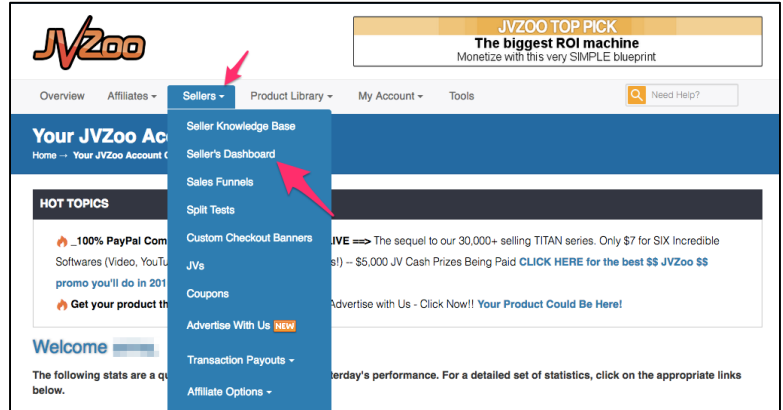 JVZoo
JVZOO TOP PICK
The biggest ROI machine
Monetize with this very SIMPLE blueprint
Overview Affiliates Sellers Product Library My Account Tools Need Help?
Your JVZoo Ac
Home → Your JVZoo Account
Seller Knowledge Base
Seller's Dashboard
Sales Funnels
Split Tests
Custom Checkout Banners
JVs
Coupons
Advertise With Us NEW
Transaction Payouts
Affiliate Options
HOT TOPICS
_100% PayPal Com IVE ==> The sequel to our 30,000+ selling TITAN series. Only $7 for SIX Incredible
Softwares (Video, YouTu s!) -- $5,000 JV Cash Prizes Being Paid CLICK HERE for the best $$ JVZoo $$
promo you'll do in 201
Get your product th Advertise with Us - Click Now!! Your Product Could Be Here!
Welcome
The following stats are a qu terday's performance. For a detailed set of statistics, click on the appropriate links
below.